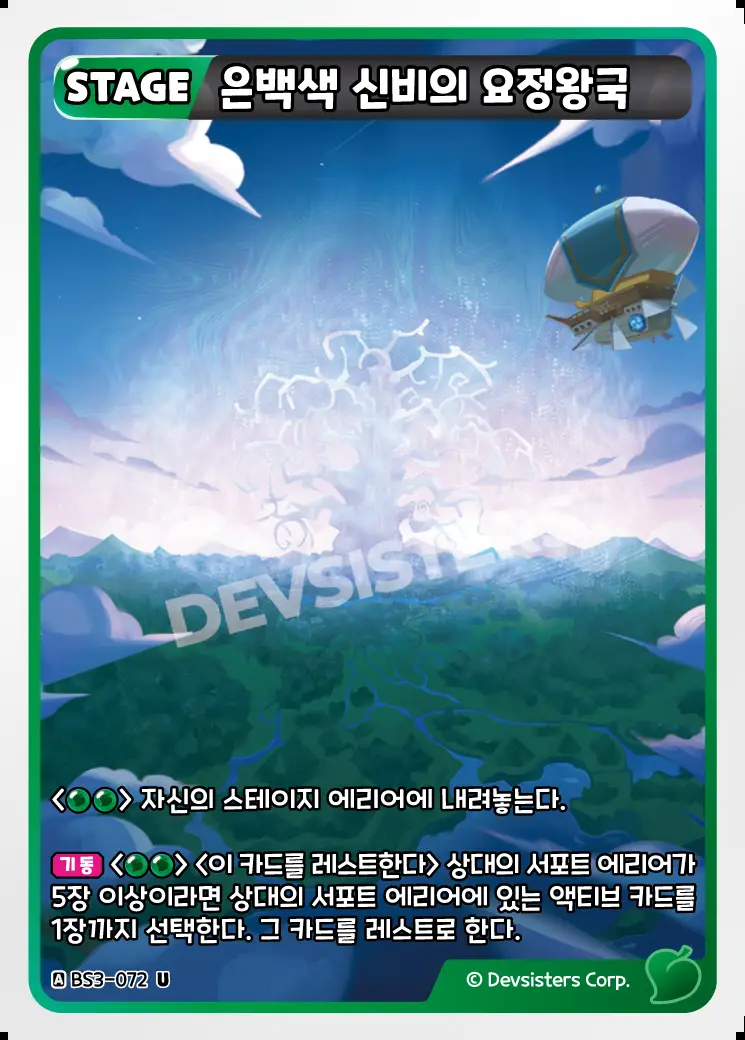 STAGE 은백색 신비의 요정왕국
DEVSISTERS
<●●> 자신의 스테이지 에리어에 내려놓는다.
기동 <●●> <이 카드를 레스트한다> 상대의 서포트 에리어가
5장 이상이라면 상대의 서포트 에리어에 있는 액티브 카드를
1장까지 선택한다. 그 카드를 레스트로 한다.
A BS3-072 U
© Devsisters Corp.